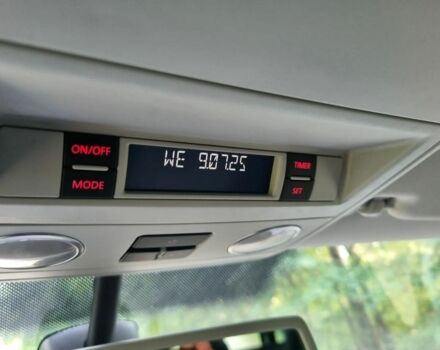 ON/OFF
MODE
WE 9.07.25
TIMER
SET